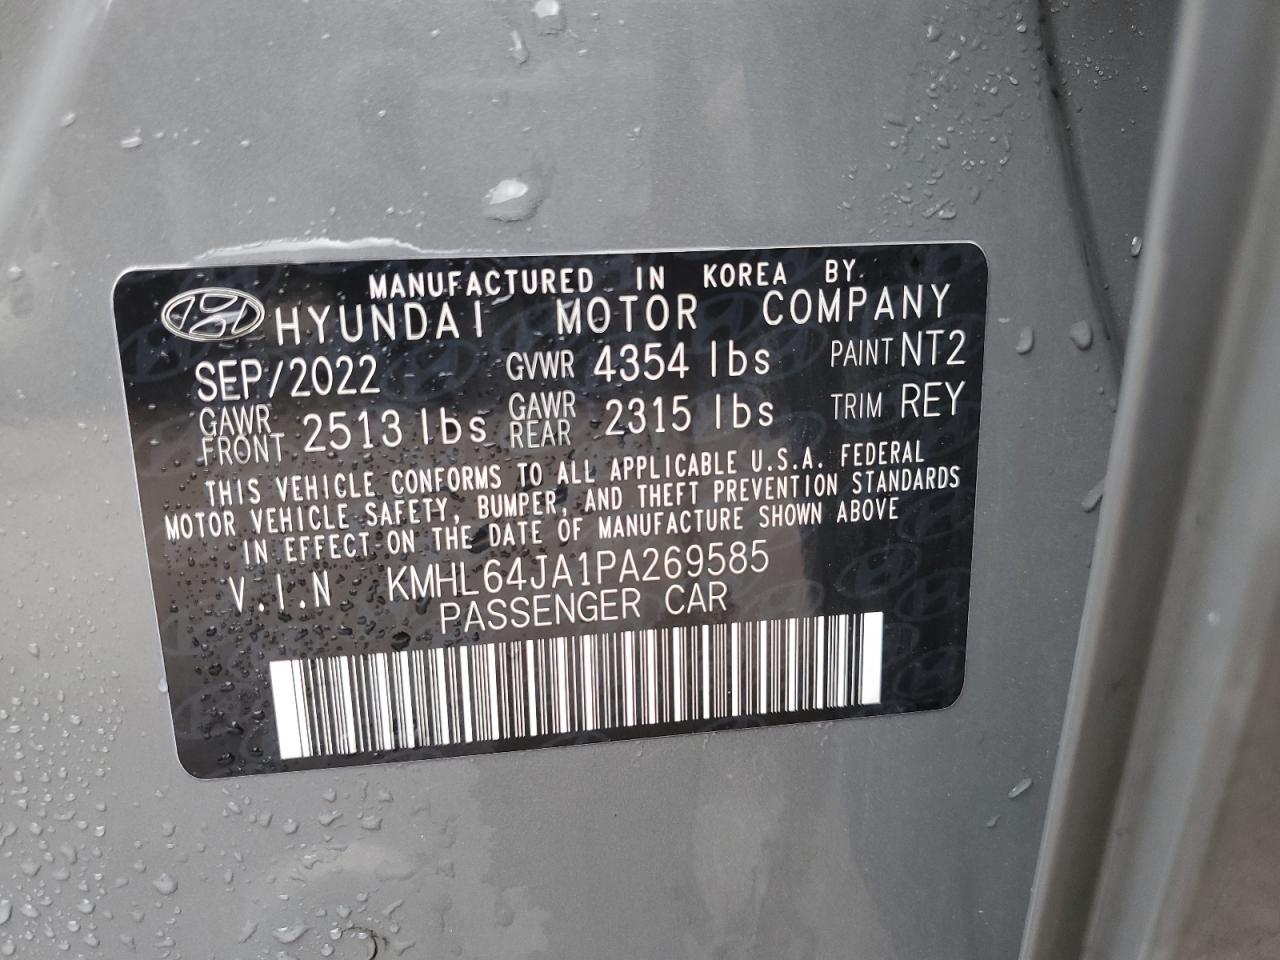 MANUFACTURED IN KOREA BY
HYUNDAI MOTOR COMPANY
SEP/2022 GVWR 4354 lbs PAINT NT2
GAWR FRONT 2513 lbs GAWR REAR 2315 lbs TRIM REY
THIS VEHICLE CONFORMS TO ALL APPLICABLE U.S.A. FEDERAL
MOTOR VEHICLE SAFETY, BUMPER, AND THEFT PREVENTION STANDARDS
IN EFFECT ON THE DATE OF MANUFACTURE SHOWN ABOVE
V.I.N KMHL64JA1PA269585
PASSENGER CAR